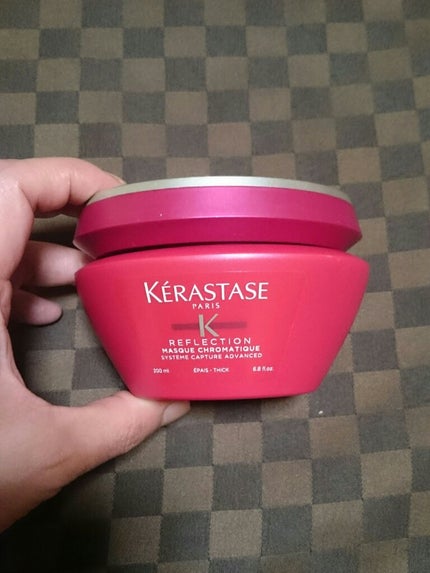 KÉRASTASE
PARIS
K
REFLECTION
MASQUE CHROMATIQUE
SYSTÈME CAPTURE ADVANCED
200 ml ÉPAIS - THICK 6.8 fl.oz